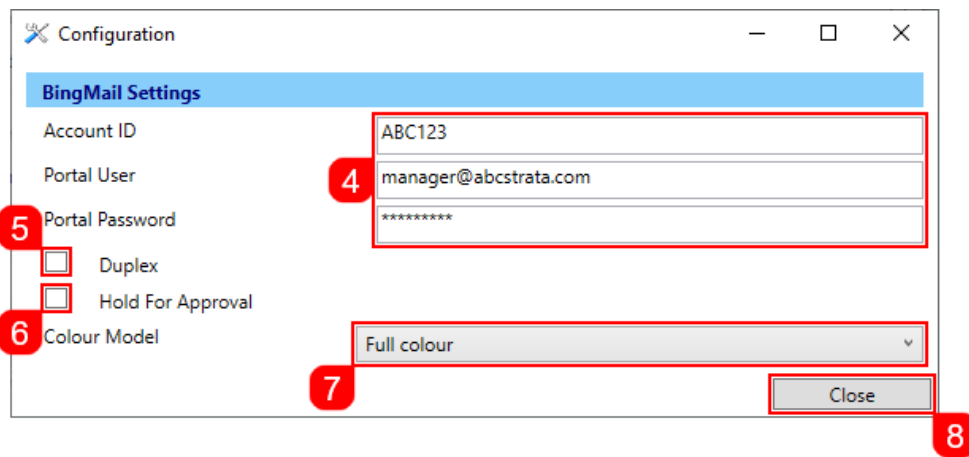 Configuration
BingMail Settings
Account ID
ABC123
4
Portal User
manager@abcstrata.com
Portal Password
*********
5
Duplex
Hold For Approval
6
Colour Model
Full colour
7
Close
8